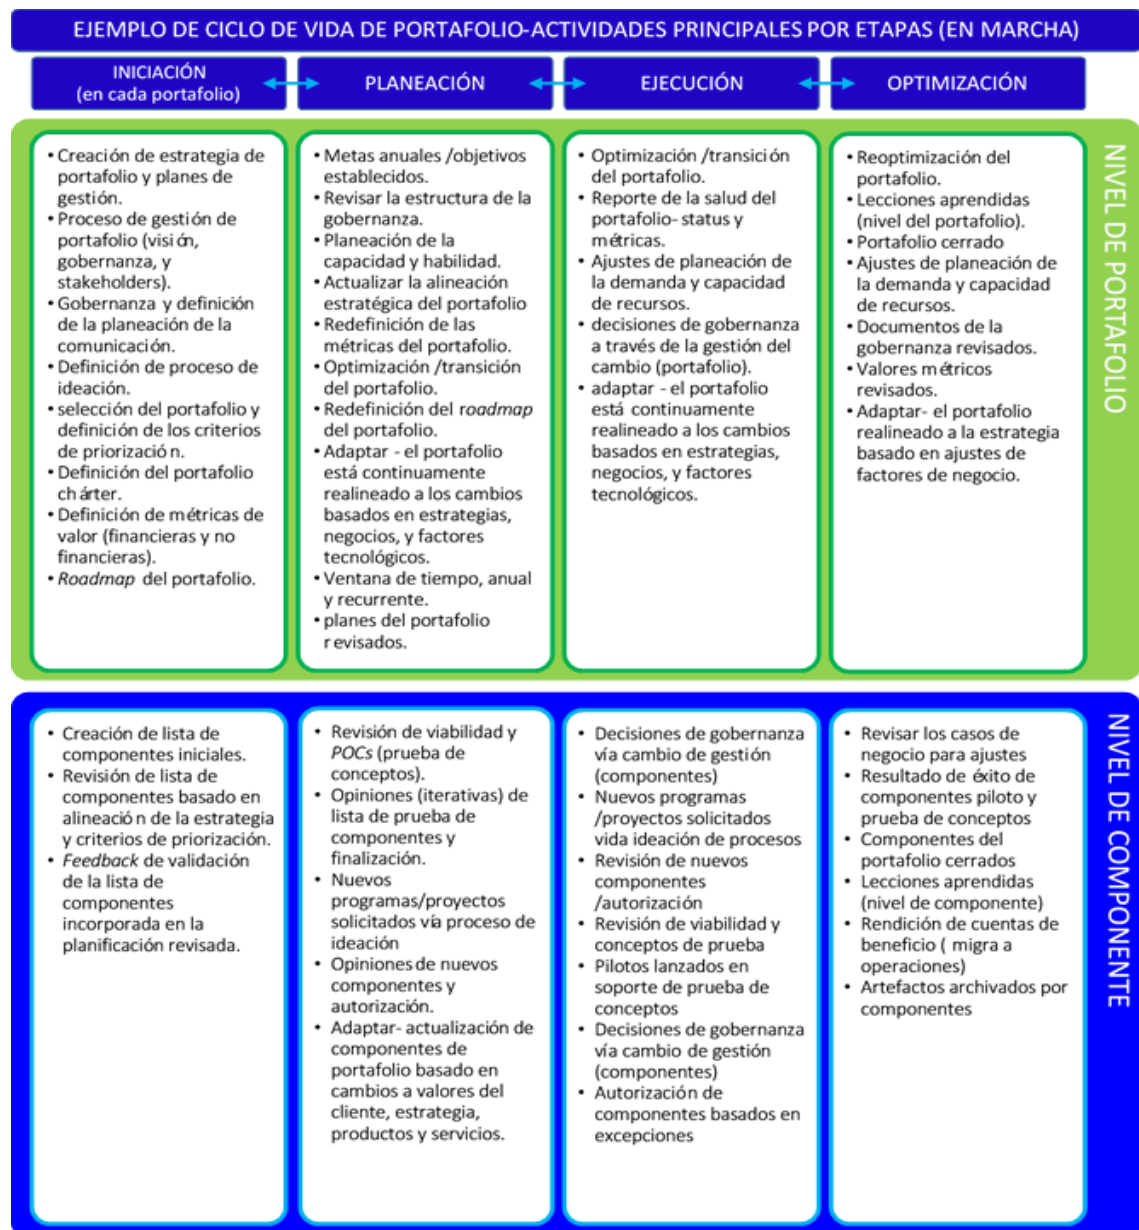 EJEMPLO DE CICLO DE VIDA DE PORTAFOLIO-ACTIVIDADES PRINCIPALES POR ETAPAS (EN MARCHA)
INICIACIÓN
(en cada portafolio)
PLANEACIÓN
EJECUCIÓN
OPTIMIZACIÓN
NIVEL DE PORTAFOLIO
• Creación de estrategia de
portafolio y planes de
gestión.
• Proceso de gestión de
portafolio (visión,
gobernanza, y
stakeholders).
• Gobernanza y definición
de la planeación de la
comunicación.
• Definición de proceso de
ideación.
• selección del portafolio y
definición de los criterios
de priorización.
• Definición del portafolio
chárter.
• Definición de métricas de
valor (financieras y no
financieras).
• Roadmap del portafolio.
• Metas anuales /objetivos
establecidos.
• Revisar la estructura de la
gobernanza.
• Planeación de la
capacidad y habilidad.
• Actualizar la alineación
estratégica del portafolio
• Redefinición de las
métricas del portafolio.
• Optimización /transición
del portafolio.
• Redefinición del roadmap
del portafolio.
• Adaptar - el portafolio
está continuamente
realineado a los cambios
basados en estrategias,
negocios, y factores
tecnológicos.
• Ventana de tiempo, anual
y recurrente.
• planes del portafolio
revisados.
• Optimización /transición
del portafolio.
• Reporte de la salud del
portafolio- status y
métricas.
• Ajustes de planeación de
la demanda y capacidad
de recursos.
• decisiones de gobernanza
a través de la gestión del
cambio (portafolio).
• adaptar - el portafolio
está continuamente
realineado a los cambios
basados en estrategias,
negocios, y factores
tecnológicos.
• Reoptimización del
portafolio.
• Lecciones aprendidas
(nivel del portafolio).
• Portafolio cerrado
• Ajustes de planeación de
la demanda y capacidad
de recursos.
• Documentos de la
gobernanza revisados.
• Valores métricos
revisados.
• Adaptar- el portafolio
realineado a la estrategia
basado en ajustes de
factores de negocio.
NIVEL DE COMPONENTE
• Creación de lista de
componentes iniciales.
• Revisión de lista de
componentes basado en
alineación de la estrategia
y criterios de priorización.
• Feedback de validación
de la lista de
componentes
incorporada en la
planificación revisada.
• Revisión de viabilidad y
POCs (prueba de
conceptos).
• Opiniones (iterativas) de
lista de prueba de
componentes y
finalización.
• Nuevos
programas/proyectos
solicitados vía proceso de
ideación
• Opiniones de nuevos
componentes y
autorización.
• Adaptar- actualización de
componentes de
portafolio basado en
cambios a valores del
cliente, estrategia,
productos y servicios.
• Decisiones de gobernanza
vía cambio de gestión
(componentes)
• Nuevos programas
/proyectos solicitados
vida ideación de procesos
• Revisión de nuevos
componentes
/autorización
• Revisión de viabilidad y
conceptos de prueba
• Pilotos lanzados en
soporte de prueba de
conceptos
• Decisiones de gobernanza
vía cambio de gestión
(componentes)
• Autorización de
componentes basados en
excepciones
• Revisar los casos de
negocio para ajustes
• Resultado de éxito de
componentes piloto y
prueba de conceptos
• Componentes del
portafolio cerrados
• Lecciones aprendidas
(nivel de componente)
• Rendición de cuentas de
beneficio ( migra a
operaciones)
• Artefactos archivados por
componentes